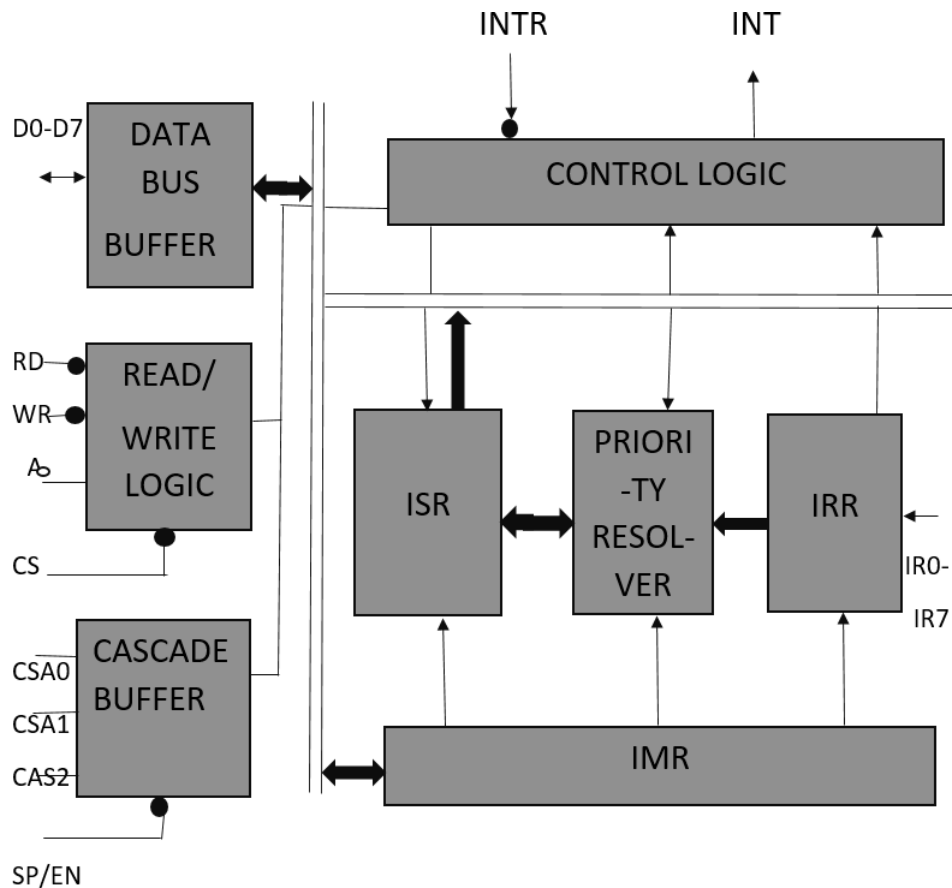 INTR
INT
D0-D7
DATA
BUS
BUFFER
CONTROL LOGIC
RD
WR
A0
CS
READ/
WRITE
LOGIC
ISR
PRIORI
-TY
RESOL-
VER
IRR
IR0-
IR7
CSA0
CSA1
CAS2
CASCADE
BUFFER
IMR
SP/EN